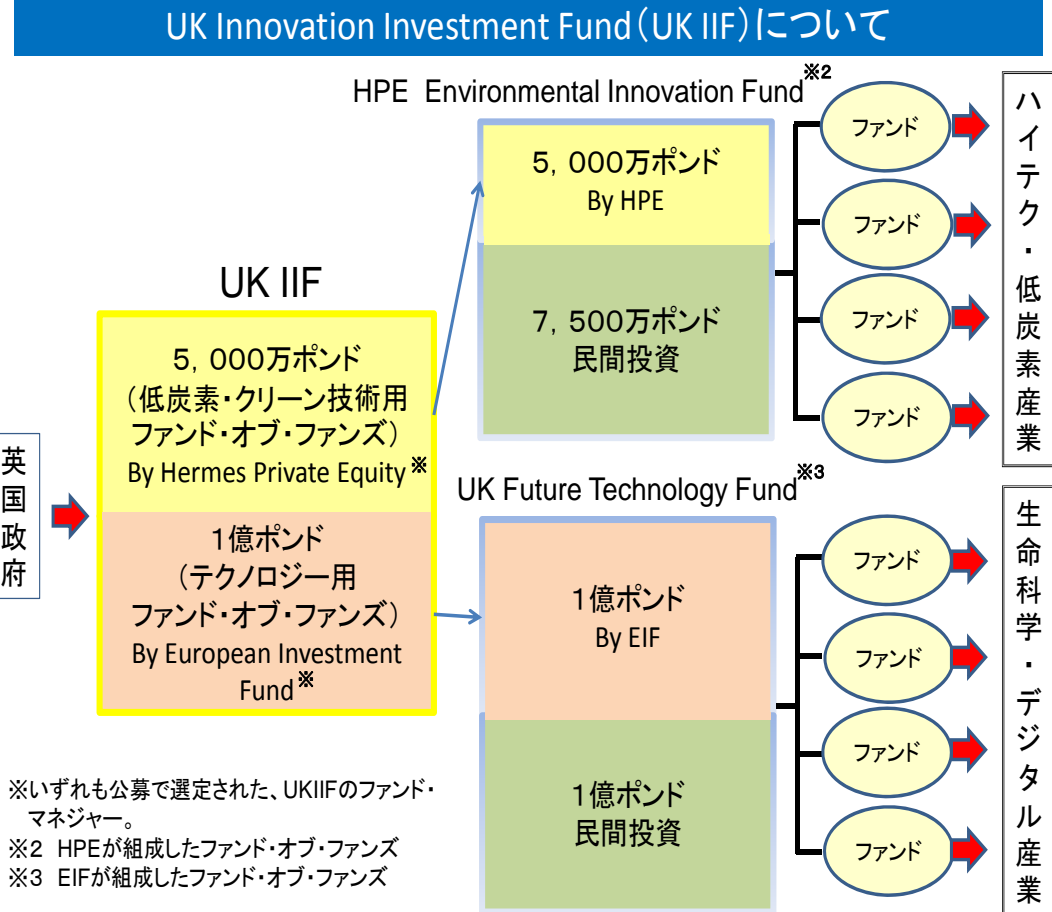 UK Innovation Investment Fund（UK IIF）について
HPE Environmental Innovation Fund※2
5，000万ポンド
By HPE
7，500万ポンド
民間投資
ファンド
ファンド
ファンド
ファンド
ハイテク・低炭素産業
UK IIF
5，000万ポンド
（低炭素・クリーン技術用
ファンド・オブ・ファンズ）
By Hermes Private Equity※
1億ポンド
（テクノロジー用
ファンド・オブ・ファンズ）
By European Investment
Fund※
英国政府
UK Future Technology Fund※3
1億ポンド
By EIF
1億ポンド
民間投資
ファンド
ファンド
ファンド
ファンド
生命科学・デジタル産業
※いずれも公募で選定された、UKIIFのファンド・
マネジャー。
※2 HPEが組成したファンド・オブ・ファンズ
※3 EIFが組成したファンド・オブ・ファンズ